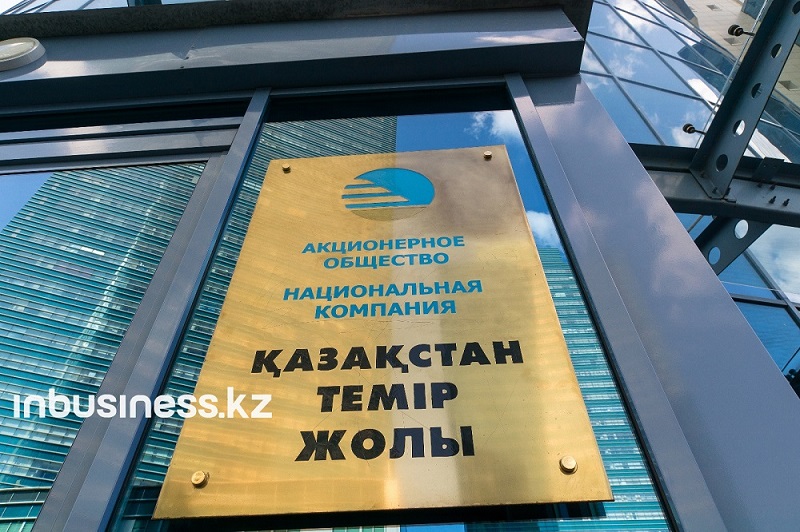 АКЦИОНЕРНОЕ
ОБЩЕСТВО
НАЦИОНАЛЬНАЯ
КОМПАНИЯ
ҚАЗАҚСТАН
ТЕМІР
ЖОЛЫ
inbusiness.kz